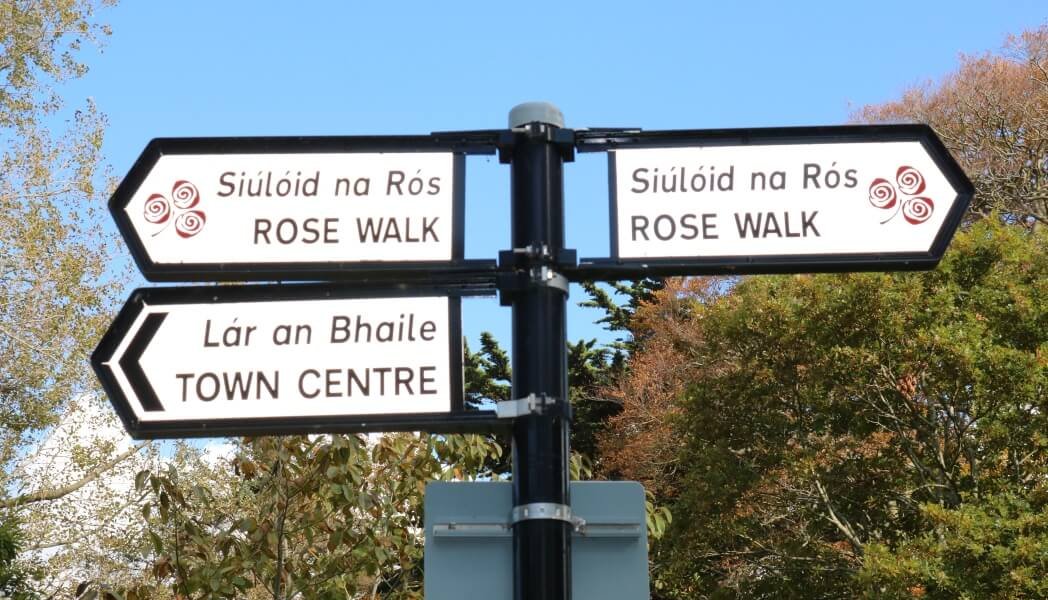 Siúlóid na Rós
ROSE WALK
Siúlóid na Rós
ROSE WALK
Lár an Bhaile
TOWN CENTRE